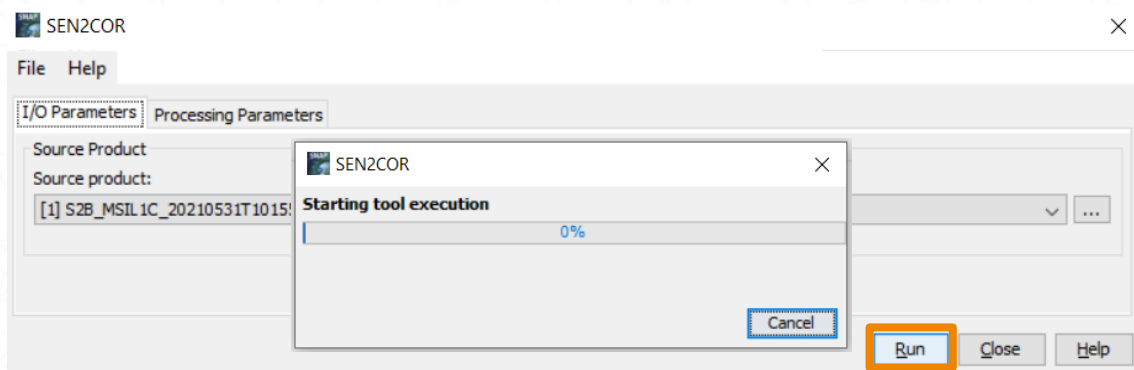 SEN2COR
File Help
I/O Parameters Processing Parameters
Source Product
Source product:
[1] S2B_MSIL1C_20210531T1015
...
SEN2COR
Starting tool execution
0%
Cancel
Run Close Help